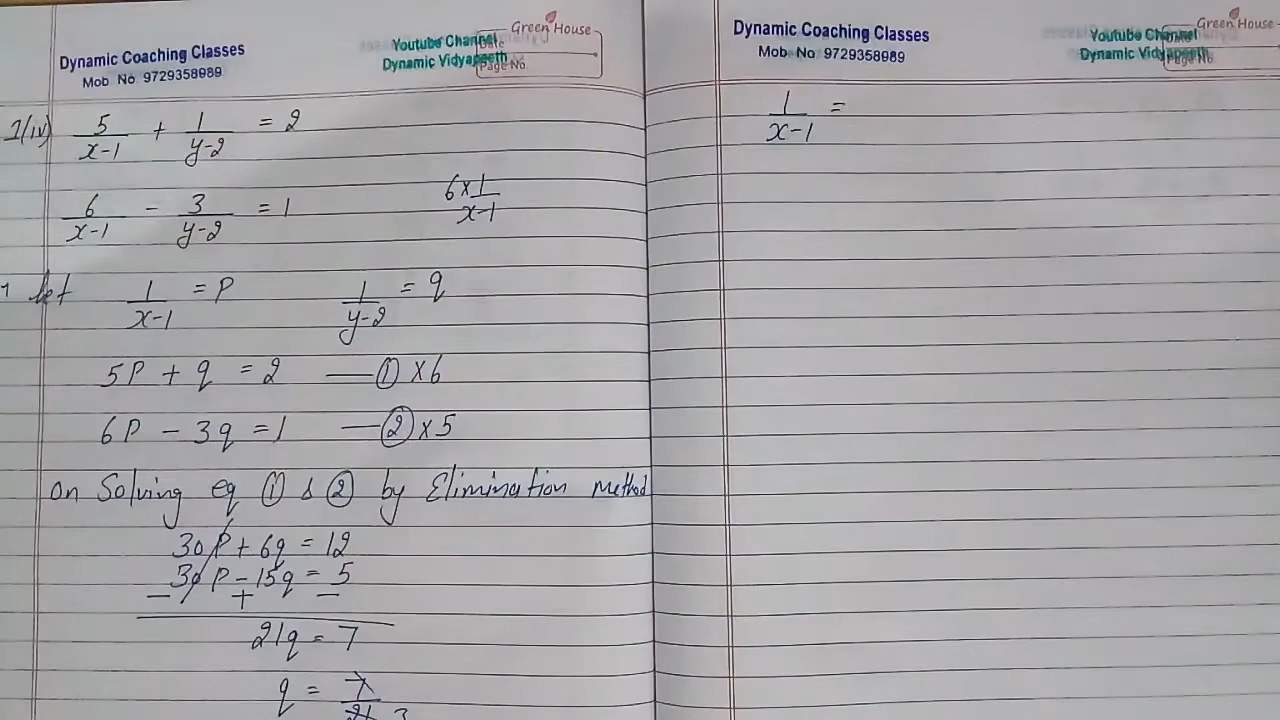 Dynamic Coaching Classes
Mob No 9729358989
Youtube Channel
Dynamic Vidyapeeth
Green House
Date
Page No
1(iv) 5/(x-1) + 1/(y-2) = 2
6/(x-1) - 3/(y-2) = 1
6×1/(x-1)
Let 1/(x-1) = P 1/(y-2) = q
5P + q = 2 — ① ×6
6P - 3q = 1 — ② ×5
On Solving eq ① & ② by Elimination Method
30P + 6q = 12
30P - 15q = 5
- + -
21q = 7
q = 7/21 3
Dynamic Coaching Classes
Mob No 9729358989
Youtube Channel
Dynamic Vidyapeeth
Green House
Page No
1/(x-1) =